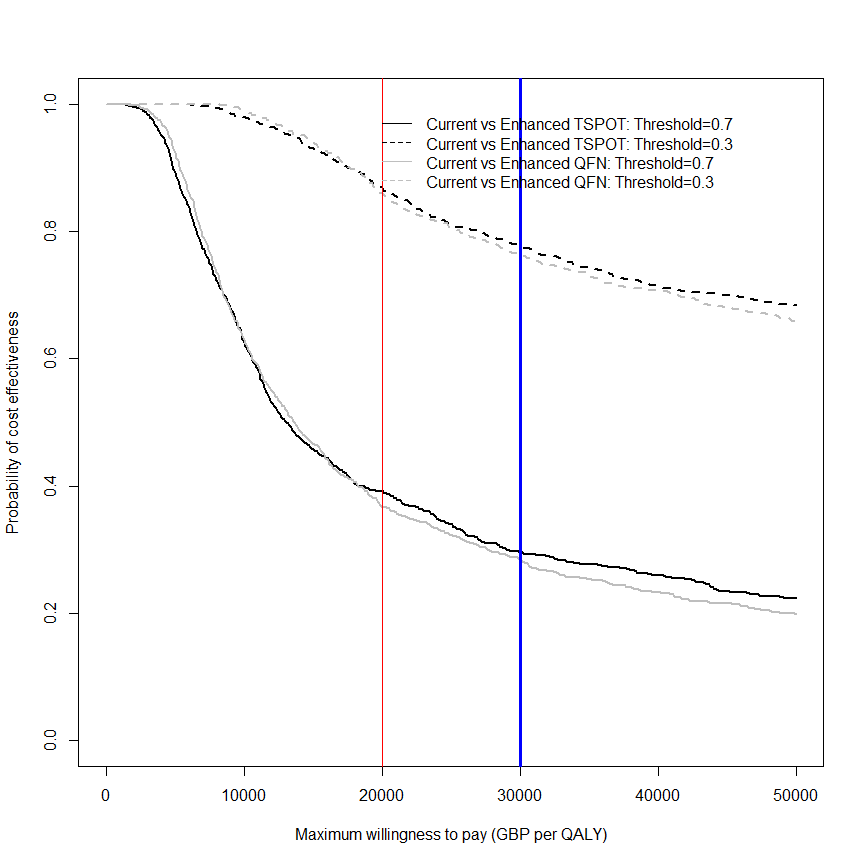 Current vs Enhanced TSPOT: Threshold=0.7
Current vs Enhanced TSPOT: Threshold=0.3
Current vs Enhanced QFN: Threshold=0.7
Current vs Enhanced QFN: Threshold=0.3
Probability of cost effectiveness
1.0
0.8
0.6
0.4
0.2
0.0
0 10000 20000 30000 40000 50000
Maximum willingness to pay (GBP per QALY)